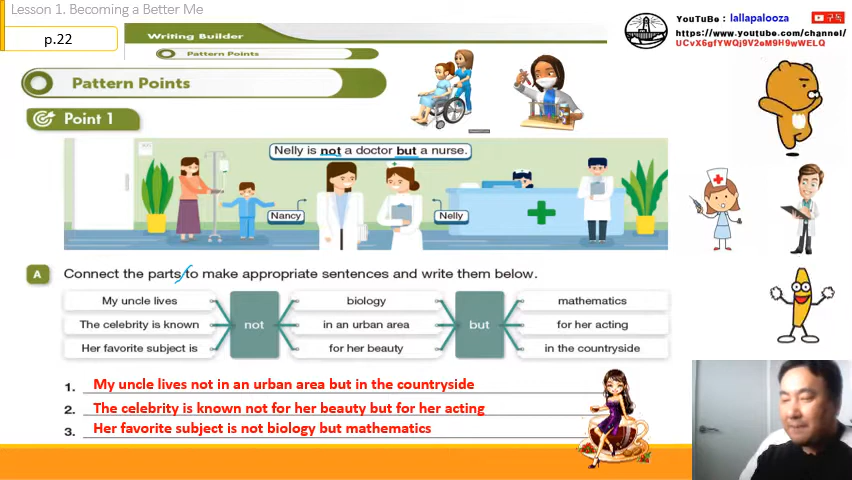 Lesson 1. Becoming a Better Me
p.22
Writing Builder
Pattern Points
YouTuBe : lallapalooza
구독
https://www.youtube.com/channel/
UCvX6gfYWQj9V2eM9H9wWELQ
Pattern Points
Point 1
Nelly is not a doctor but a nurse.
Nancy
Nelly
A Connect the parts to make appropriate sentences and write them below.
My uncle lives
The celebrity is known
Her favorite subject is
not
biology
in an urban area
for her beauty
but
mathematics
for her acting
in the countryside
1. My uncle lives not in an urban area but in the countryside
2. The celebrity is known not for her beauty but for her acting
3. Her favorite subject is not biology but mathematics